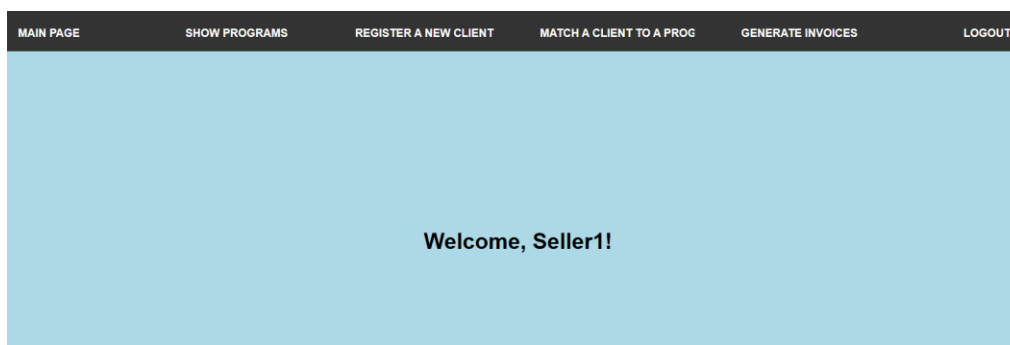 MAIN PAGE SHOW PROGRAMS REGISTER A NEW CLIENT MATCH A CLIENT TO A PROG GENERATE INVOICES LOGOUT
Welcome, Seller1!